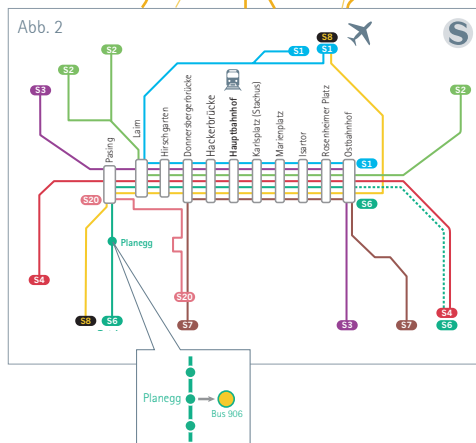 Abb. 2
S8
S1
S1
S
S2
S2
S3
S2
Pasing
Laim
Hirschgarten
Donnersbergerbrücke
Hackerbrücke
Hauptbahnhof
Karlsplatz (Stachus)
Marienplatz
Isartor
Rosenheimer Platz
Ostbahnhof
S1
S20
S6
Planegg
S4
S20
S8
S6
S7
S3
S7
S4
S6
Planegg
Bus 906